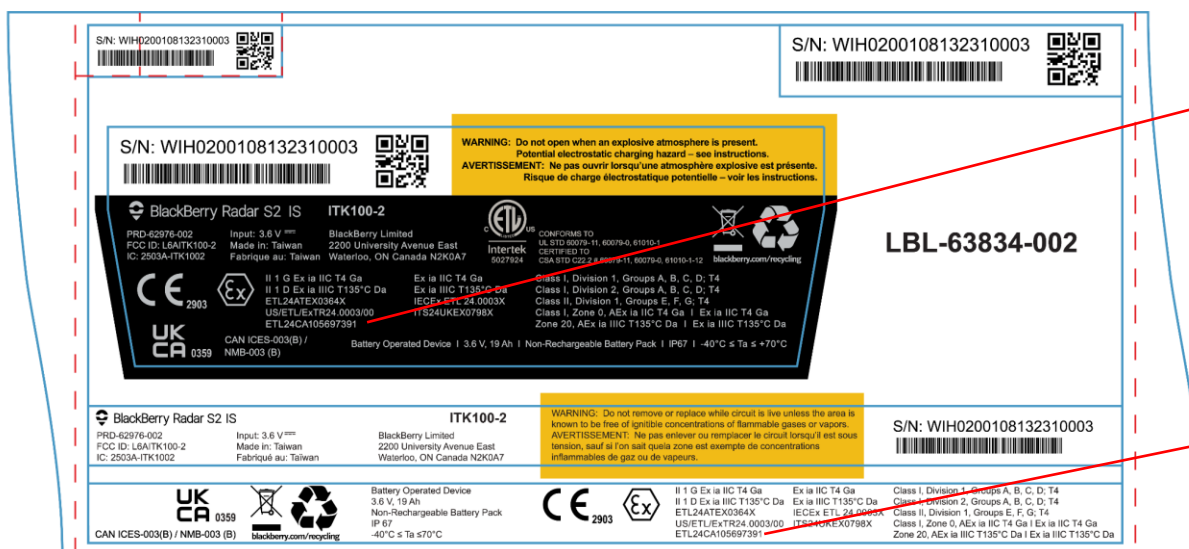 S/N: WIH0200108132310003
S/N: WIH0200108132310003
S/N: WIH0200108132310003
WARNING: Do not open when an explosive atmosphere is present.
Potential electrostatic charging hazard – see instructions.
AVERTISSEMENT: Ne pas ouvrir lorsqu'une atmosphère explosive est présente.
Risque de charge électrostatique potentielle – voir les instructions.
BlackBerry Radar S2 IS ITK100-2
PRD-62976-002 Input: 3.6 V BlackBerry Limited
FCC ID: L6AITK100-2 Made in: Taiwan 2200 University Avenue East
IC: 2503A-ITK1002 Fabriqué au: Taiwan Waterloo, ON Canada N2K0A7
ETL
C US
Intertek
5027924
CONFORMS TO
UL STD 60079-11, 60079-0, 61010-1
CERTIFIED TO
CSA STD C22.2 # 60079-11, 60079-0, 61010-1-12
blackberry.com/recycling
LBL-63834-002
CE 2903
Ex
II 1 G Ex ia IIC T4 Ga
II 1 D Ex ia IIIC T135°C Da
ETL24ATEX0364X
US/ETL/ExTR24.0003/00
ETL24CA105697391
Ex ia IIC T4 Ga
Ex ia IIIC T135°C Da
IECEx ETL 24.0003X
ITS24UKEX0798X
Class I, Division 1, Groups A, B, C, D; T4
Class I, Division 2, Groups A, B, C, D; T4
Class II, Division 1, Groups E, F, G; T4
Class I, Zone 0, AEx ia IIC T4 Ga I Ex ia IIC T4 Ga
Zone 20, AEx ia IIIC T135°C Da I Ex ia IIIC T135°C Da
UK
CA 0359
CAN ICES-003(B) /
NMB-003 (B)
Battery Operated Device I 3.6 V, 19 Ah I Non-Rechargeable Battery Pack I IP67 I -40°C ≤ Ta ≤ +70°C
BlackBerry Radar S2 IS ITK100-2
PRD-62976-002 Input: 3.6 V BlackBerry Limited
FCC ID: L6AITK100-2 Made in: Taiwan 2200 University Avenue East
IC: 2503A-ITK1002 Fabriqué au: Taïwan Waterloo, ON Canada N2K0A7
WARNING: Do not remove or replace while circuit is live unless the area is
known to be free of ignitible concentrations of flammable gases or vapors.
AVERTISSEMENT: Ne pas enlever ou remplacer le circuit lorsqu'il est sous
tension, sauf si l'on sait quela zone est exempte de concentrations
inflammables de gaz ou de vapeurs.
S/N: WIH0200108132310003
UK
CA 0359
CAN ICES-003(B) / NMB-003 (B)
blackberry.com/recycling
Battery Operated Device
3.6 V, 19 Ah
Non-Rechargeable Battery Pack
IP 67
-40°C ≤ Ta ≤70°C
CE 2903
Ex
II 1 G Ex ia IIC T4 Ga
II 1 D Ex ia IIIC T135°C Da
ETL24ATEX0364X
US/ETL/ExTR24.0003/00
ETL24CA105697391
Ex ia IIC T4 Ga
Ex ia IIIC T135°C Da
IECEx ETL 24.0003X
ITS24UKEX0798X
Class I, Division 1, Groups A, B, C, D; T4
Class I, Division 2, Groups A, B, C, D; T4
Class II, Division 1, Groups E, F, G; T4
Class I, Zone 0, AEx ia IIC T4 Ga I Ex ia IIC T4 Ga
Zone 20, AEx ia IIIC T135°C Da I Ex ia IIIC T135°C Da